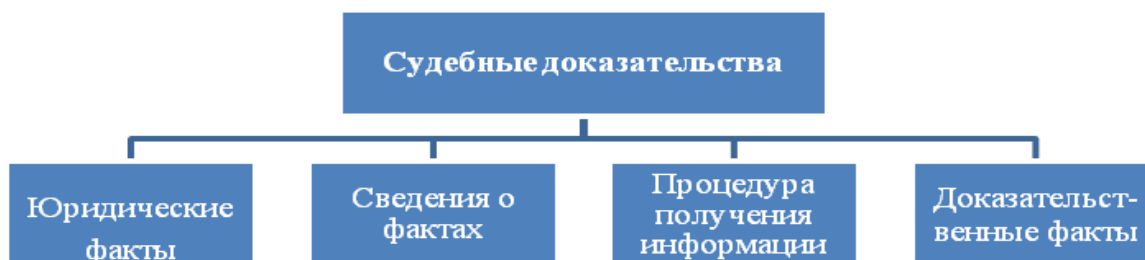 Судебные доказательства
Юридические
факты
Сведения о
фактах
Процедура
получения
информации
Доказательст-
венные факты